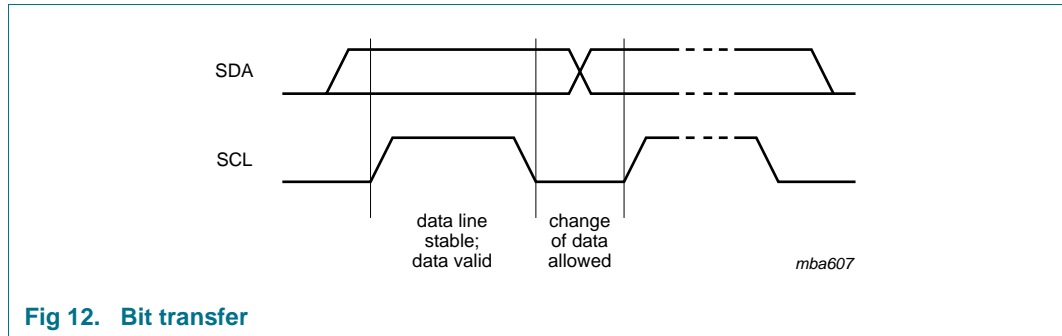 SDA
SCL
data line
stable;
data valid
change
of data
allowed
mba607
Fig 12. Bit transfer